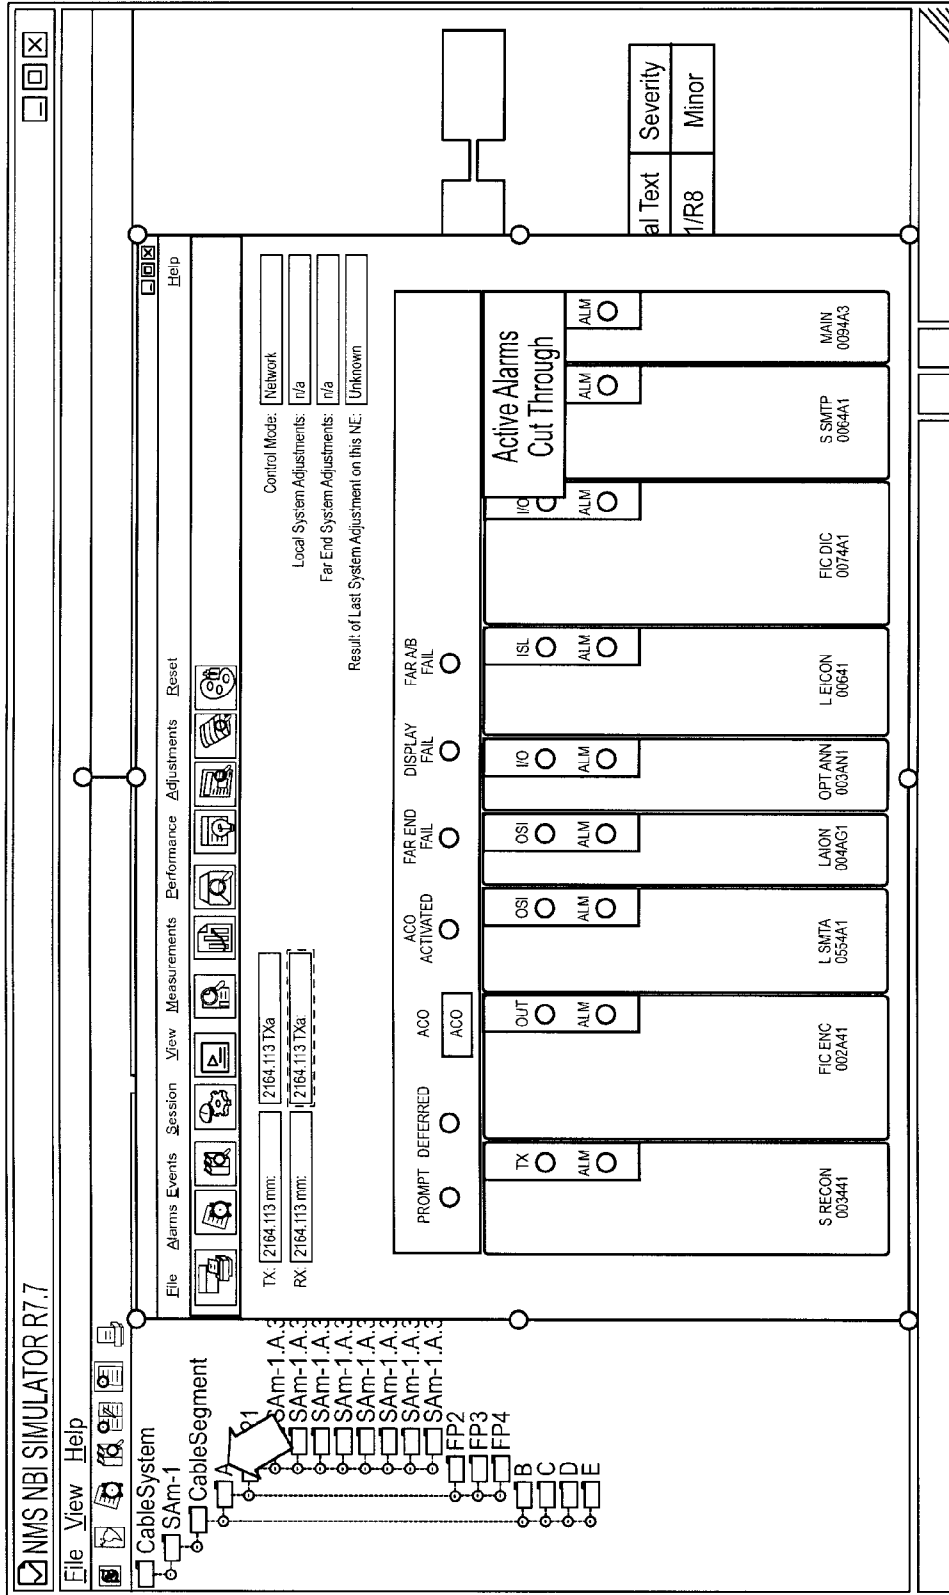 NMS NBI SIMULATOR R7.7
File View Help
CableSystem
SAm-1
CableSegment
A
SAm-1.A.3
SAm-1.A.3
SAm-1.A.3
SAm-1.A.3
SAm-1.A.3
SAm-1.A.3
SAm-1.A.3
SAm-1.A.3
FP2
FP3
FP4
B
C
D
E
File Alarms Events Session View Measurements Performance Adjustments Reset Help
TX: 2164.113 mm: 2164.113 TXa
RX: 2164.113 mm: 2164.113 TXa:
Control Mode: Network
Local System Adjustments: n/a
Far End System Adjustments: n/a
Result of Last System Adjustment on this NE: Unknown
PROMPT DEFERRED ACO ACO ACTIVATED FAR END FAIL DISPLAY FAIL FAR A/B FAIL
ACO
Active Alarms
Cut Through
TX OUT OSI OSI I/O ISL I/O
ALM ALM ALM ALM ALM ALM ALM ALM ALM
S RECON FIC ENC L SMTA LAION OPT ANN L EICON FIC DIC S SMTP MAIN
003441 002A41 0554A1 004AG1 003AN1 00641 0074A1 0064A1 0094A3
al Text Severity
1/R8 Minor